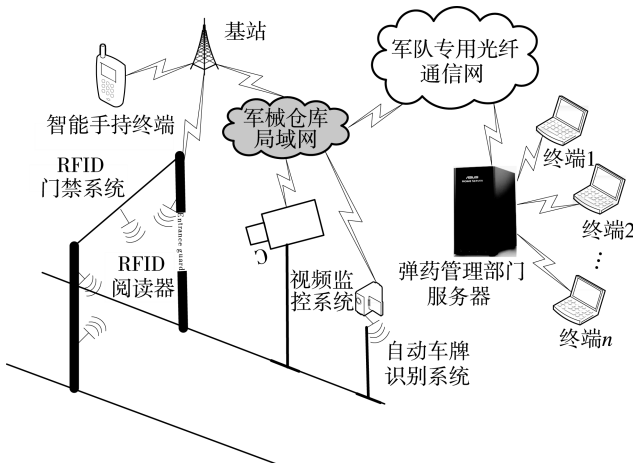 基站
军队专用光纤
通信网
智能手持终端
军械仓库
局域网
终端1
RFID
门禁系统
Entrance guard
终端2
RFID
阅读器
视频监
控系统
弹药管理部门
服务器
自动车牌
识别系统
终端n